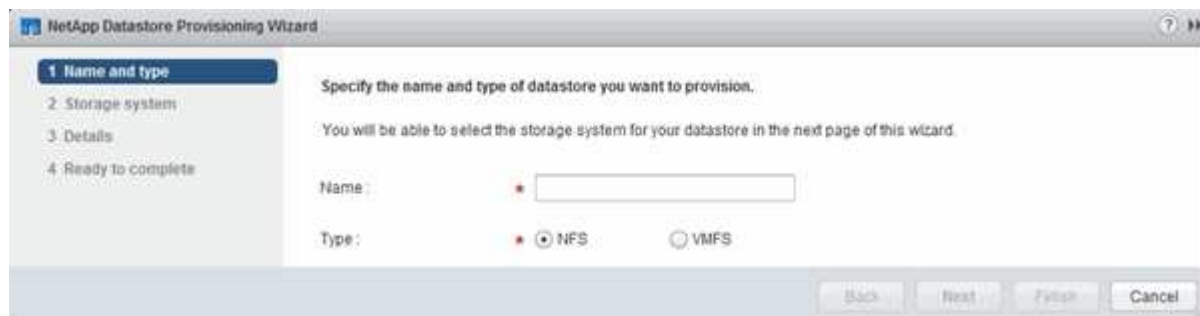 NetApp Datastore Provisioning Wizard
?
1 Name and type
2 Storage system
3 Details
4 Ready to complete
Specify the name and type of datastore you want to provision.
You will be able to select the storage system for your datastore in the next page of this wizard.
Name :
*
Type :
* NFS VMFS
Back Next Finish Cancel